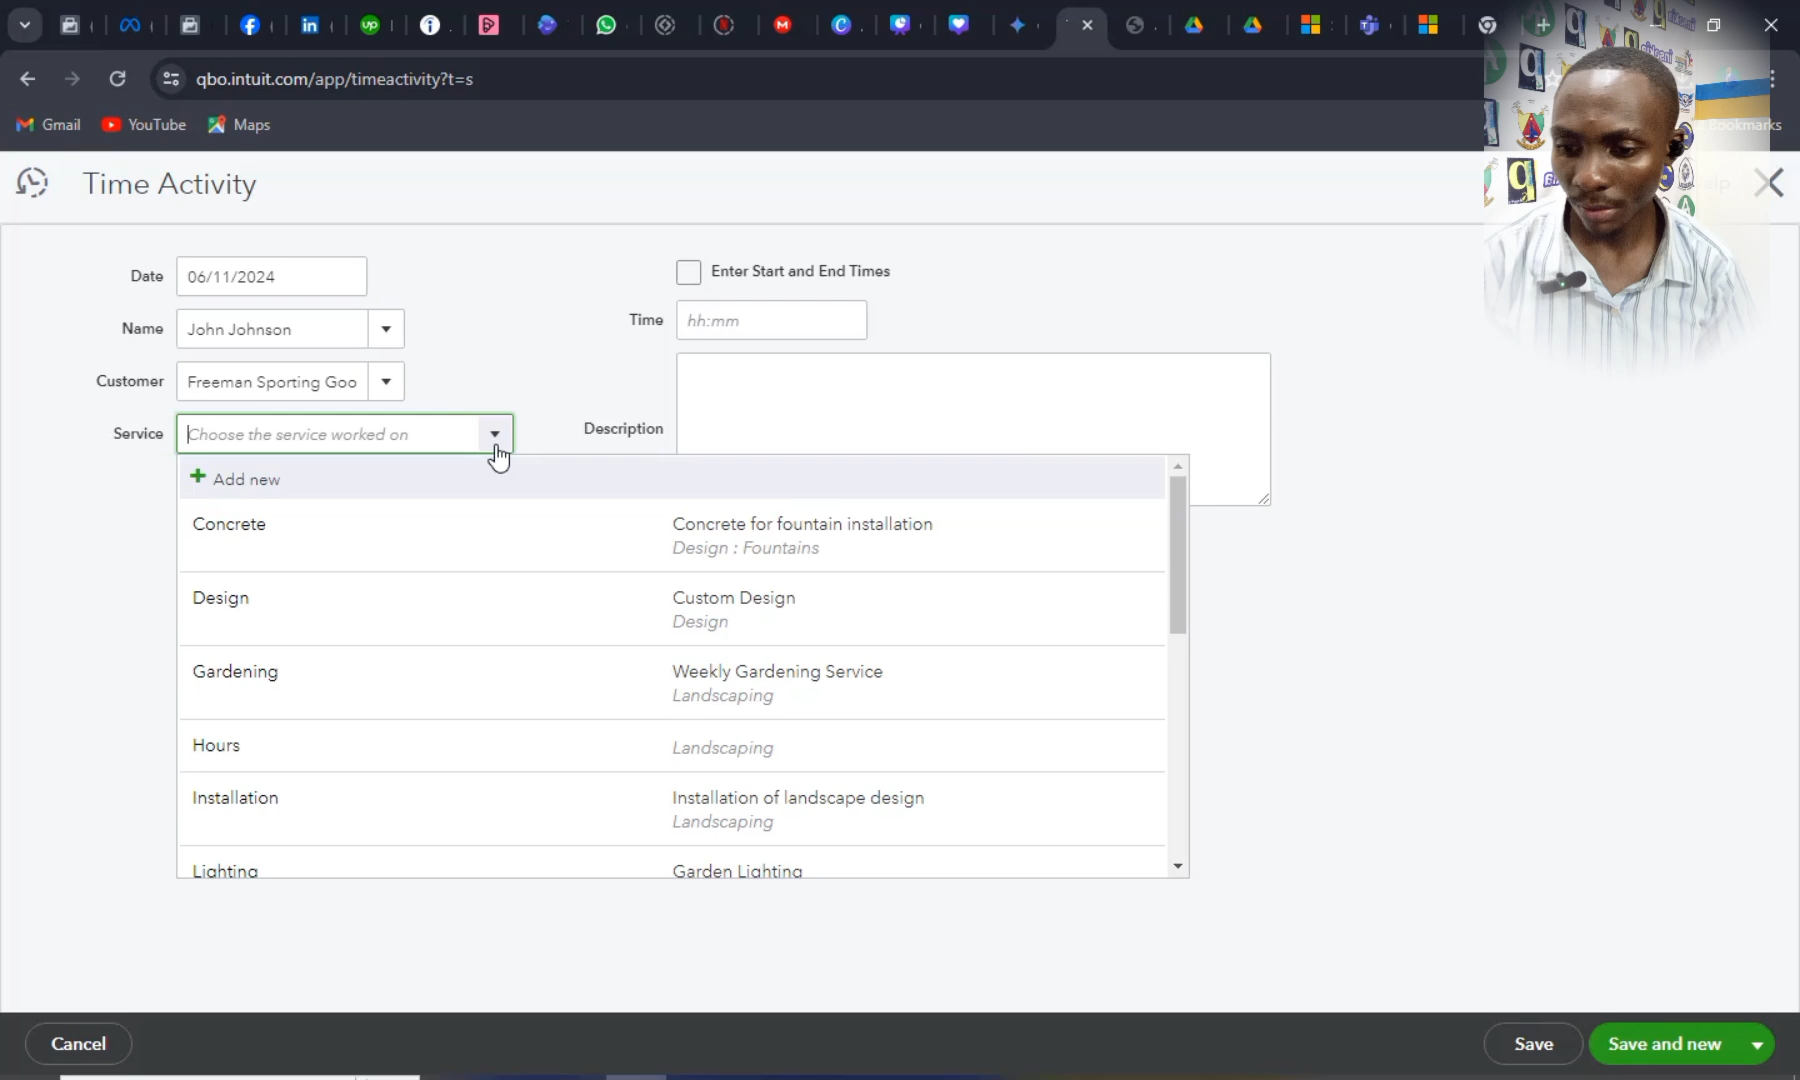 qbo.intuit.com/app/timeactivity?t=s
Gmail
YouTube
Maps
Bookmarks
Time Activity
Date
06/11/2024
Enter Start and End Times
Name
John Johnson
Time
hh:mm
Customer
Freeman Sporting Goo
Service
Choose the service worked on
Description
Add new
Concrete
Concrete for fountain installation
Design : Fountains
Design
Custom Design
Design
Gardening
Weekly Gardening Service
Landscaping
Hours
Landscaping
Installation
Installation of landscape design
Landscaping
Lighting
Garden Lighting
Cancel
Save
Save and new